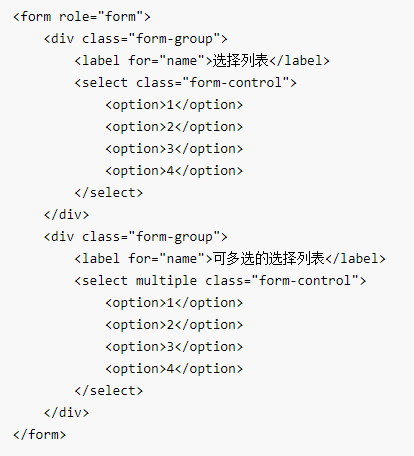 <form role="form">
    <div class="form-group">
        <label for="name">选择列表</label>
        <select class="form-control">
            <option>1</option>
            <option>2</option>
            <option>3</option>
            <option>4</option>
        </select>
    </div>
    <div class="form-group">
        <label for="name">可多选的选择列表</label>
        <select multiple class="form-control">
            <option>1</option>
            <option>2</option>
            <option>3</option>
            <option>4</option>
        </select>
    </div>
</form>